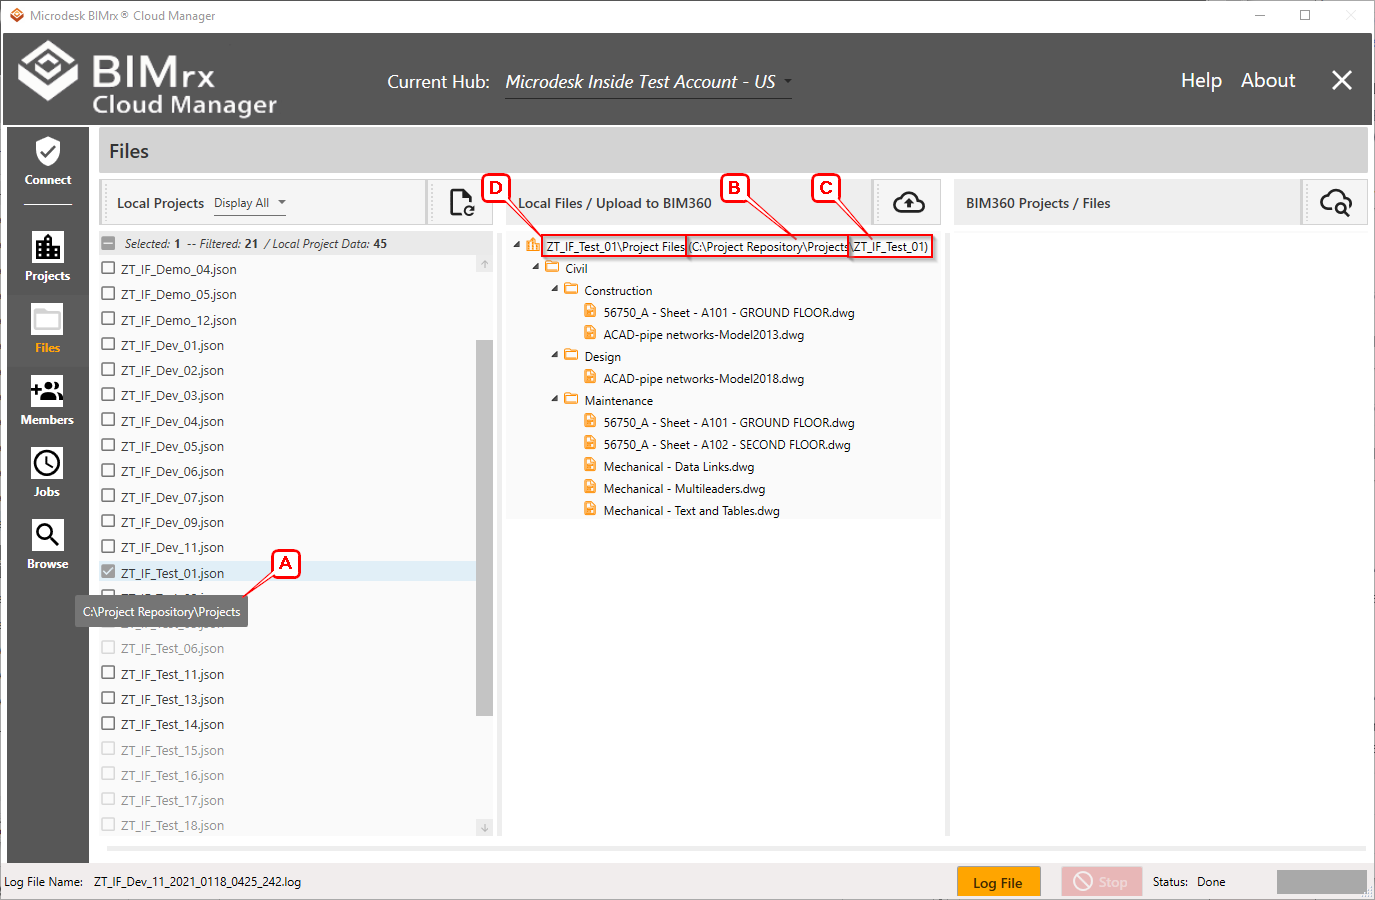 Microdesk BIMrx® Cloud Manager
BIMrx
Cloud Manager
Current Hub: Microdesk Inside Test Account - US
Help About
Connect
Projects
Files
Members
Jobs
Browse
Files
Local Projects Display All
Selected: 1 -- Filtered: 21 / Local Project Data: 45
ZT_IF_Demo_04.json
ZT_IF_Demo_05.json
ZT_IF_Demo_12.json
ZT_IF_Dev_01.json
ZT_IF_Dev_02.json
ZT_IF_Dev_03.json
ZT_IF_Dev_04.json
ZT_IF_Dev_05.json
ZT_IF_Dev_06.json
ZT_IF_Dev_07.json
ZT_IF_Dev_09.json
ZT_IF_Dev_11.json
A
ZT_IF_Test_01.json
C:\Project Repository\Projects
ZT_IF_Test_06.json
ZT_IF_Test_11.json
ZT_IF_Test_13.json
ZT_IF_Test_14.json
ZT_IF_Test_15.json
ZT_IF_Test_16.json
ZT_IF_Test_17.json
ZT_IF_Test_18.json
D B C
Local Files / Upload to BIM360
ZT_IF_Test_01\Project Files (C:\Project Repository\Projects\ZT_IF_Test_01)
Civil
Construction
56750_A - Sheet - A101 - GROUND FLOOR.dwg
ACAD-pipe networks-Model2013.dwg
Design
ACAD-pipe networks-Model2018.dwg
Maintenance
56750_A - Sheet - A101 - GROUND FLOOR.dwg
56750_A - Sheet - A102 - SECOND FLOOR.dwg
Mechanical - Data Links.dwg
Mechanical - Multileaders.dwg
Mechanical - Text and Tables.dwg
BIM360 Projects / Files
Log File Name: ZT_IF_Dev_11_2021_0118_0425_242.log
Log File
Stop
Status: Done